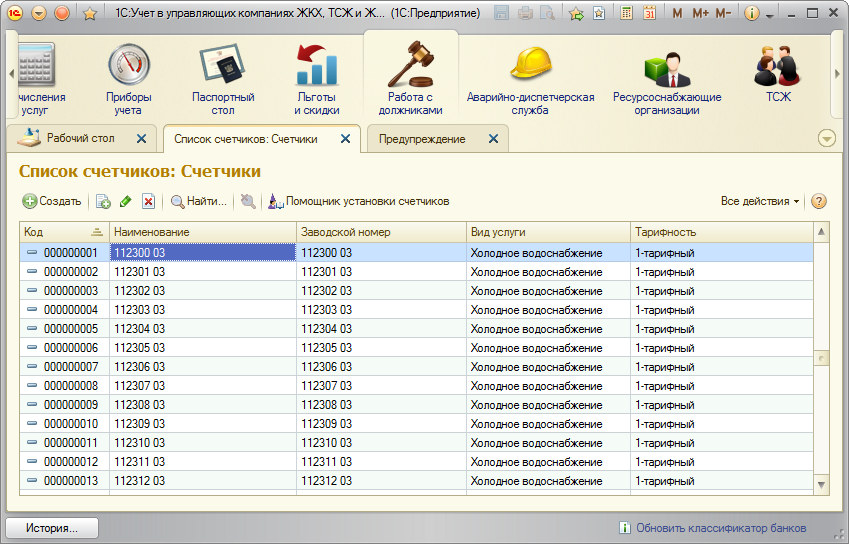 1С:Учет в управляющих компаниях ЖКХ, ТСЖ и Ж... (1С:Предприятие)
M M+ M-
числения услуг
Приборы учета
Паспортный стол
Льготы и скидки
Работа с должниками
Аварийно-диспетчерская служба
Ресурсоснабжающие организации
ТСЖ
Рабочий стол
Список счетчиков: Счетчики
Предупреждение
Список счетчиков: Счетчики
Создать Найти... Помощник установки счетчиков Все действия
Код Наименование Заводской номер Вид услуги Тарифность
000000001 112300 03 112300 03 Холодное водоснабжение 1-тарифный
000000002 112301 03 112301 03 Холодное водоснабжение 1-тарифный
000000003 112302 03 112302 03 Холодное водоснабжение 1-тарифный
000000004 112303 03 112303 03 Холодное водоснабжение 1-тарифный
000000005 112304 03 112304 03 Холодное водоснабжение 1-тарифный
000000006 112305 03 112305 03 Холодное водоснабжение 1-тарифный
000000007 112306 03 112306 03 Холодное водоснабжение 1-тарифный
000000008 112307 03 112307 03 Холодное водоснабжение 1-тарифный
000000009 112308 03 112308 03 Холодное водоснабжение 1-тарифный
000000010 112309 03 112309 03 Холодное водоснабжение 1-тарифный
000000011 112310 03 112310 03 Холодное водоснабжение 1-тарифный
000000012 112311 03 112311 03 Холодное водоснабжение 1-тарифный
000000013 112312 03 112312 03 Холодное водоснабжение 1-тарифный
История... Обновить классификатор банков